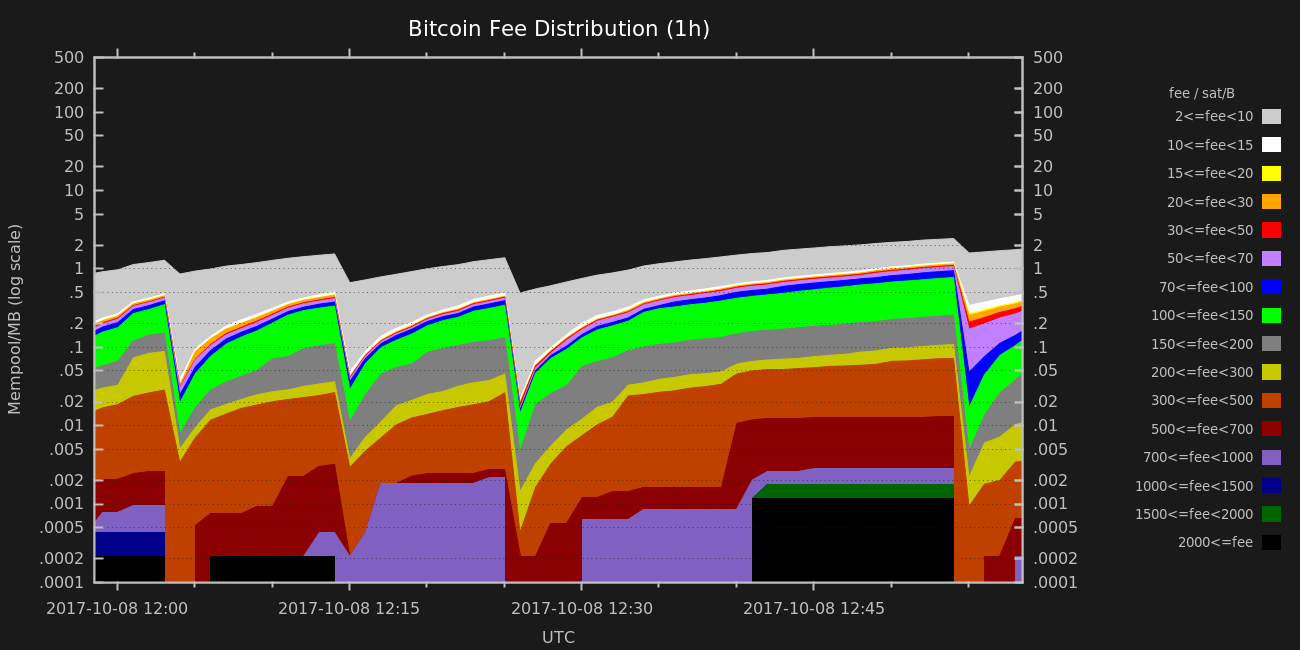 Bitcoin Fee Distribution (1h)
Mempool/MB (log scale)
500
200
100
50
20
10
5
2
1
.5
.2
.1
.05
.02
.01
.005
.002
.001
.0005
.0002
.0001
500
200
100
50
20
10
5
2
1
.5
.2
.1
.05
.02
.01
.005
.002
.001
.0005
.0002
.0001
2017-10-08 12:00
2017-10-08 12:15
2017-10-08 12:30
2017-10-08 12:45
UTC
fee / sat/B
2<=fee<10
10<=fee<15
15<=fee<20
20<=fee<30
30<=fee<50
50<=fee<70
70<=fee<100
100<=fee<150
150<=fee<200
200<=fee<300
300<=fee<500
500<=fee<700
700<=fee<1000
1000<=fee<1500
1500<=fee<2000
2000<=fee